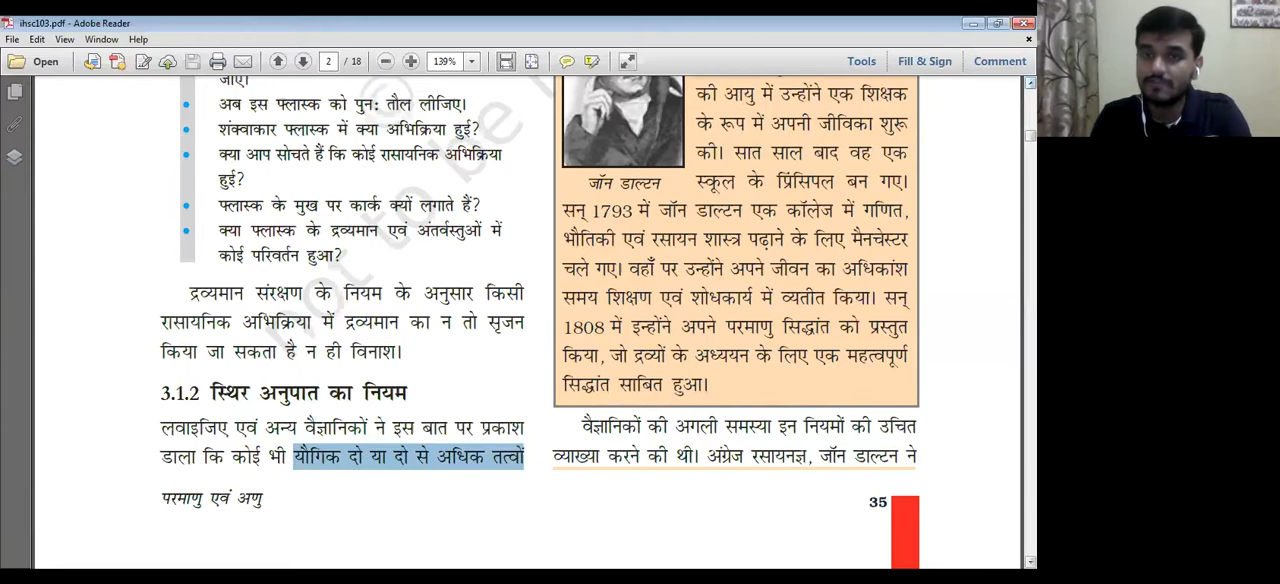 ihsc103.pdf - Adobe Reader
File Edit View Window Help
Open 2 / 18 139% Tools Fill & Sign Comment
जाए।
अब इस फ्लास्क को पुन: तौल लीजिए।
शंक्वाकार फ्लास्क में क्या अभिक्रिया हुई?
क्या आप सोचते हैं कि कोई रासायनिक अभिक्रिया
हुई?
फ्लास्क के मुख पर कार्क क्यों लगाते हैं?
क्या फ्लास्क के द्रव्यमान एवं अंतर्वस्तुओं में
कोई परिवर्तन हुआ?
द्रव्यमान संरक्षण के नियम के अनुसार किसी
रासायनिक अभिक्रिया में द्रव्यमान का न तो सृजन
किया जा सकता है न ही विनाश।
3.1.2 स्थिर अनुपात का नियम
लवाइजिए एवं अन्य वैज्ञानिकों ने इस बात पर प्रकाश
डाला कि कोई भी यौगिक दो या दो से अधिक तत्वों
परमाणु एवं अणु
की आयु में उन्होंने एक शिक्षक
के रूप में अपनी जीविका शुरू
की। सात साल बाद वह एक
स्कूल के प्रिंसिपल बन गए।
जॉन डाल्टन
सन् 1793 में जॉन डाल्टन एक कॉलेज में गणित,
भौतिकी एवं रसायन शास्त्र पढ़ाने के लिए मैनचेस्टर
चले गए। वहाँ पर उन्होंने अपने जीवन का अधिकांश
समय शिक्षण एवं शोधकार्य में व्यतीत किया। सन्
1808 में इन्होंने अपने परमाणु सिद्धांत को प्रस्तुत
किया, जो द्रव्यों के अध्ययन के लिए एक महत्वपूर्ण
सिद्धांत साबित हुआ।
वैज्ञानिकों की अगली समस्या इन नियमों की उचित
व्याख्या करने की थी। अंग्रेज रसायनज्ञ, जॉन डाल्टन ने
35
not to be